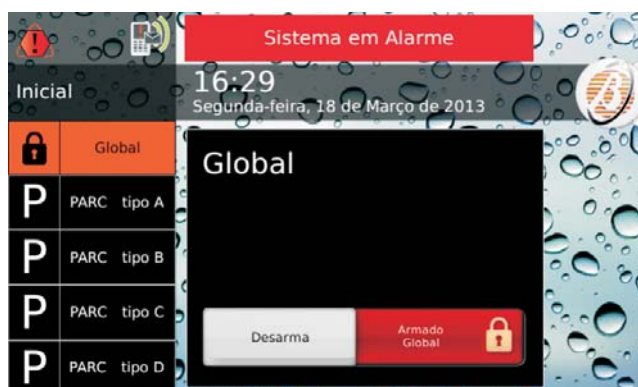 Sistema em Alarme
Inicial
16:29
Segunda-feira, 18 de Março de 2013
Global
Global
P PARC tipo A
P PARC tipo B
P PARC tipo C
P PARC tipo D
Desarma
Armado
Global